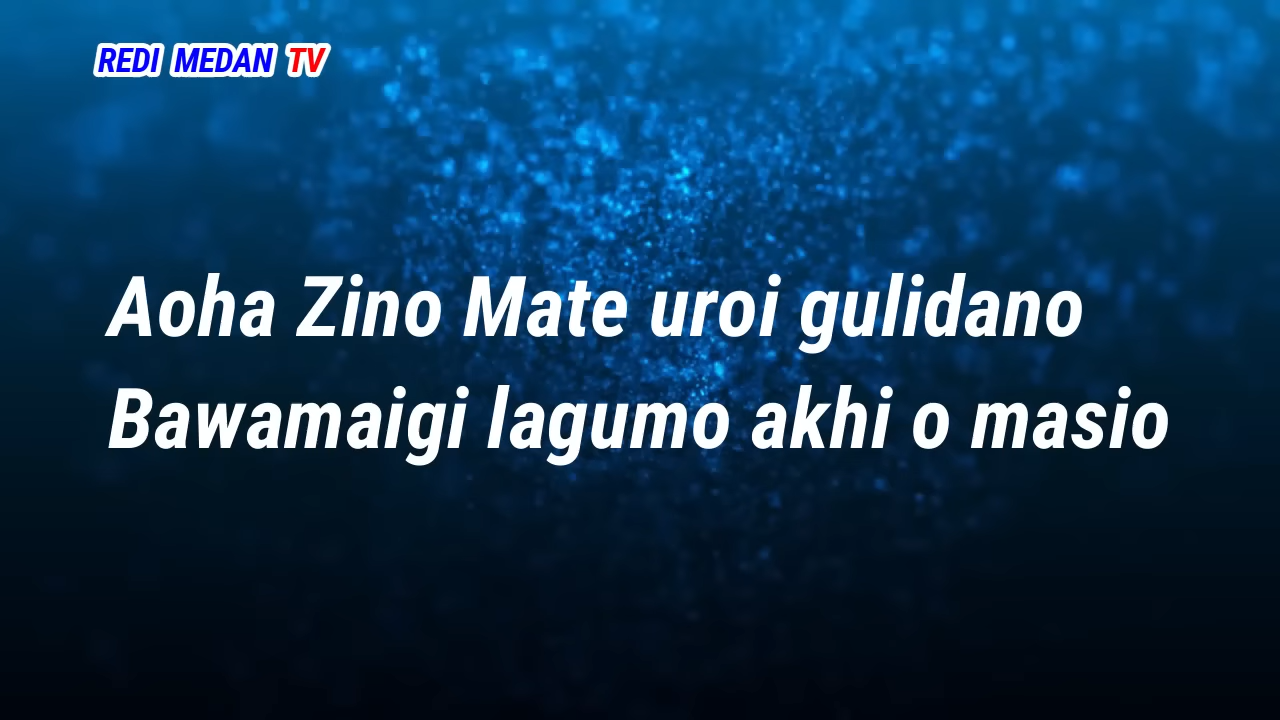 REDI MEDAN TV
Aoha Zino Mate uroi gulidano
Bawamaigi lagumo akhi o masio